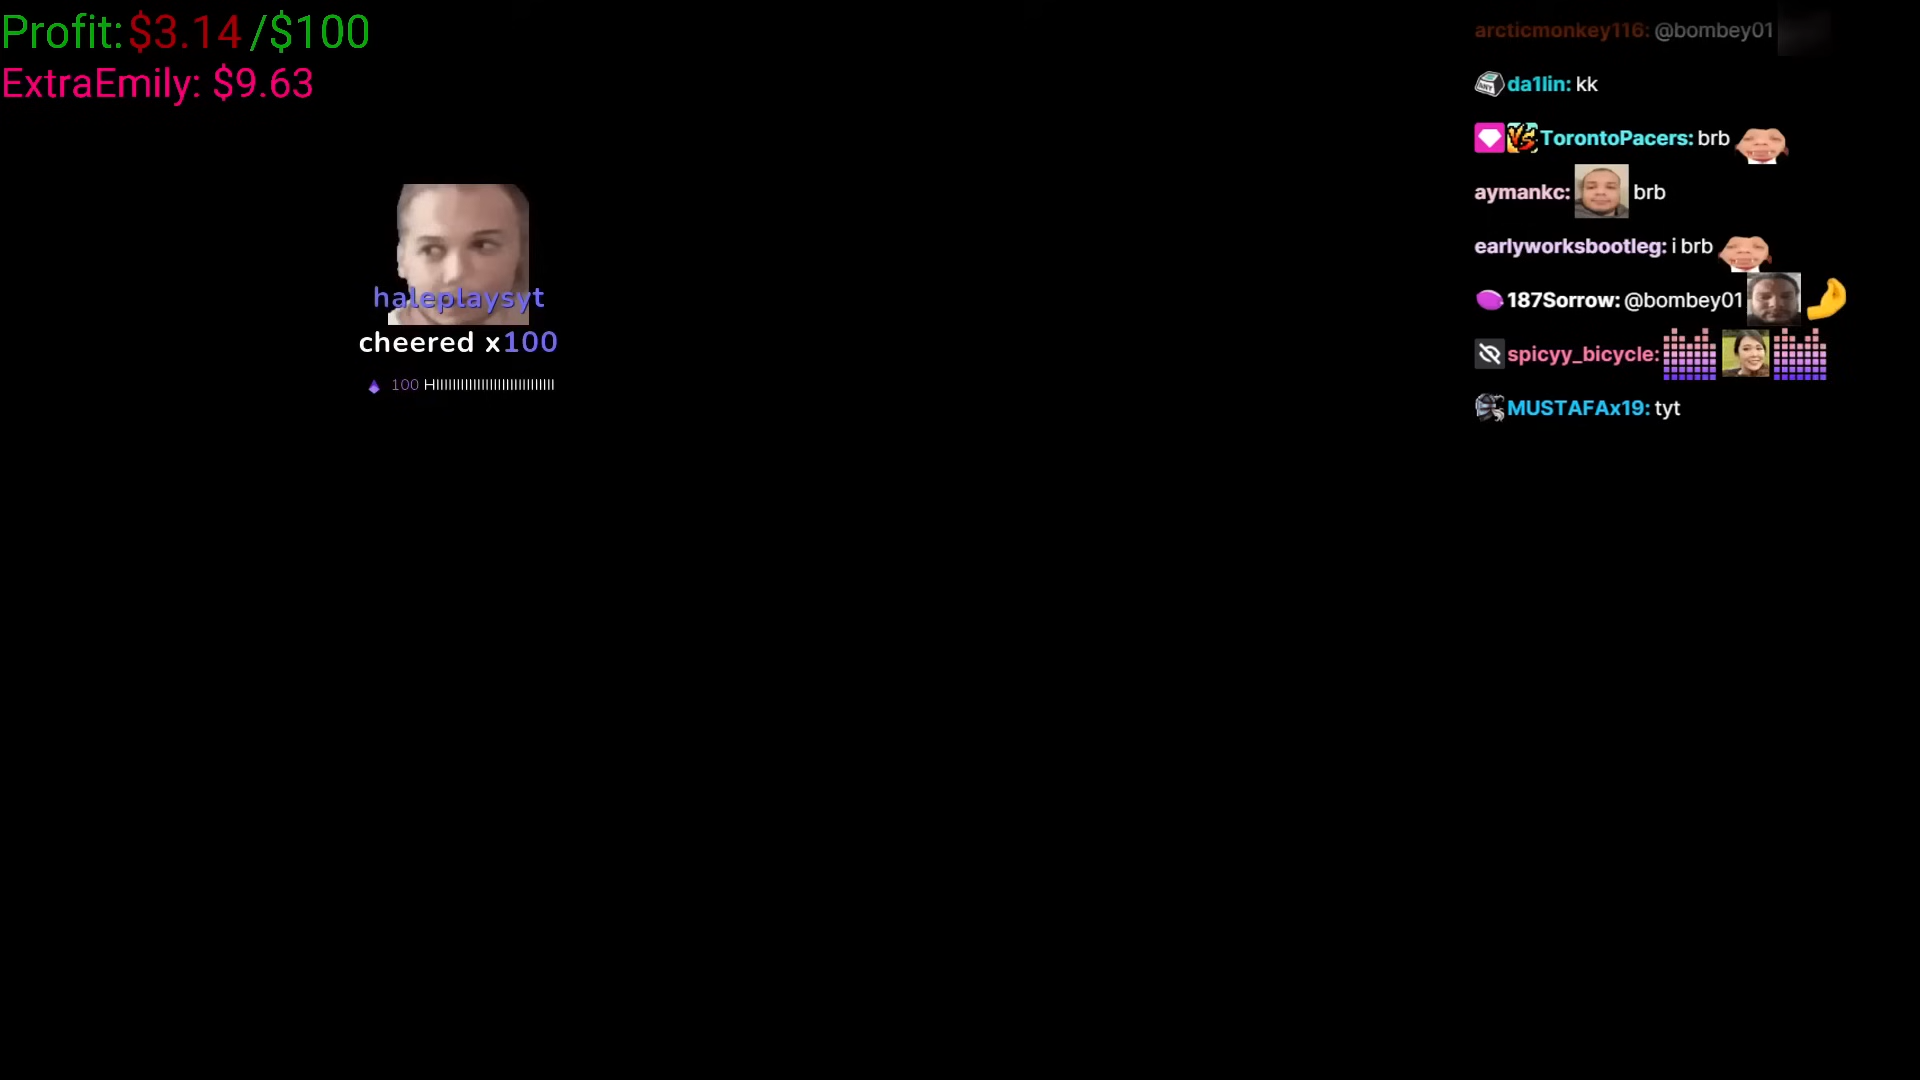 Profit: $3.14 /$100
ExtraEmily: $9.63
haleplaysyt
cheered x100
100 HIIIIIIIIIIIIIIIIIIIIIIIIIII
arcticmonkey116: @bombey01
da1lin: kk
TorontoPacers: brb
aymankc: brb
earlyworksbootleg: i brb
187Sorrow: @bombey01
spicyy_bicycle:
MUSTAFAx19: tyt